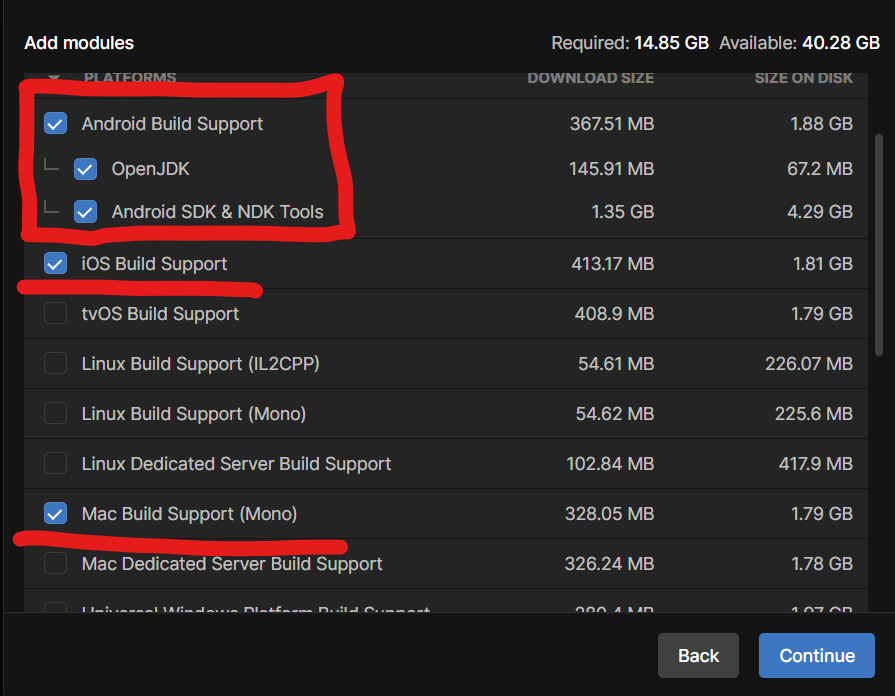 Add modules Required: 14.85 GB Available: 40.28 GB
PLATFORMS DOWNLOAD SIZE SIZE ON DISK
Android Build Support 367.51 MB 1.88 GB
OpenJDK 145.91 MB 67.2 MB
Android SDK & NDK Tools 1.35 GB 4.29 GB
iOS Build Support 413.17 MB 1.81 GB
tvOS Build Support 408.9 MB 1.79 GB
Linux Build Support (IL2CPP) 54.61 MB 226.07 MB
Linux Build Support (Mono) 54.62 MB 225.6 MB
Linux Dedicated Server Build Support 102.84 MB 417.9 MB
Mac Build Support (Mono) 328.05 MB 1.79 GB
Mac Dedicated Server Build Support 326.24 MB 1.78 GB
Universal Windows Platform Build Support 280.4 MB 1.97 GB
Back Continue